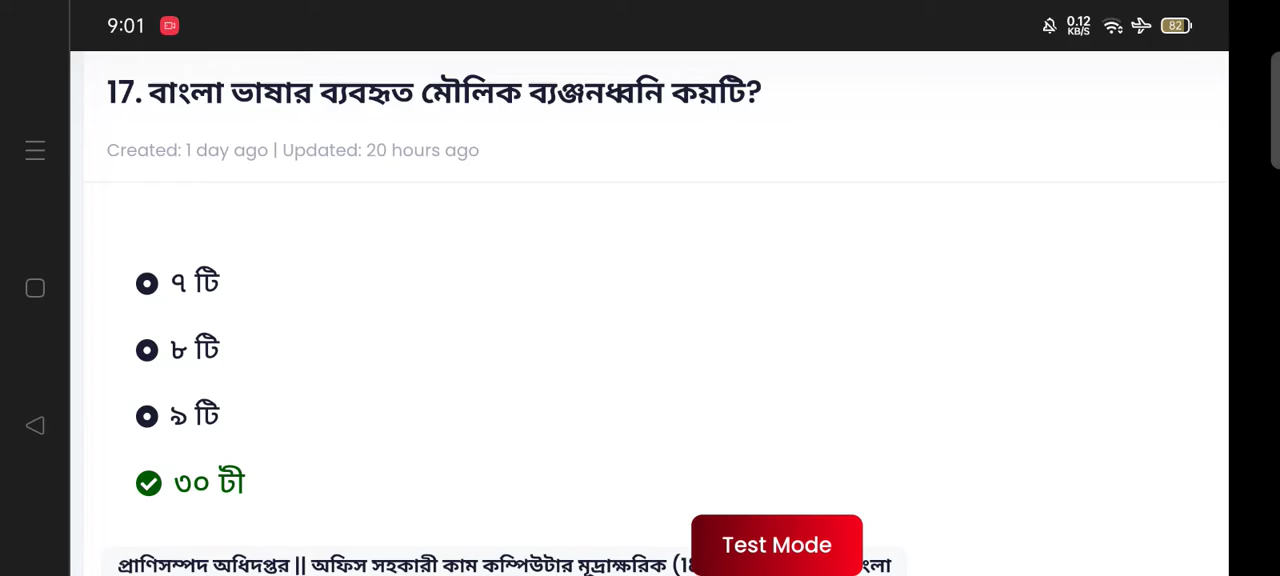 9:01
0.12
KB/S
82
17. বাংলা ভাষার ব্যবহৃত মৌলিক ব্যঞ্জনধ্বনি কয়টি?
Created: 1 day ago | Updated: 20 hours ago
৭ টি
৮ টি
৯ টি
৩০ টী
Test Mode
প্রাণিসম্পদ অধিদপ্তর || অফিস সহকারী কাম কম্পিউটার মূদ্রাক্ষরিক